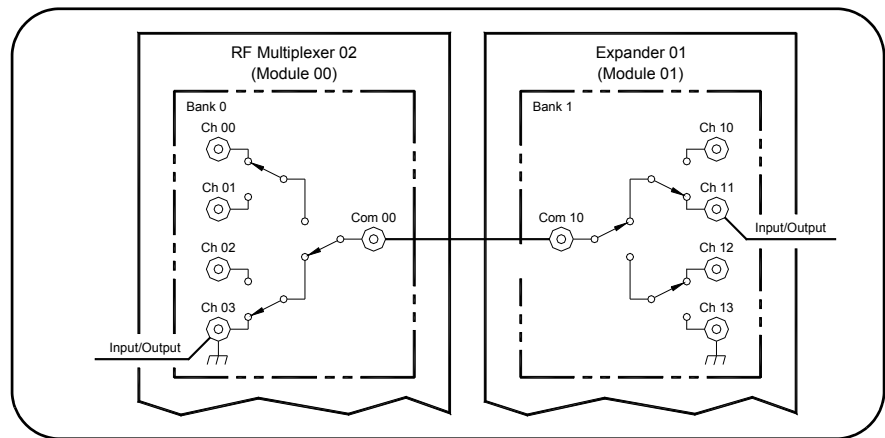 RF Multiplexer 02
(Module 00)
Bank 0
Ch 00
Ch 01
Com 00
Ch 02
Ch 03
Input/Output
Expander 01
(Module 01)
Bank 1
Ch 10
Ch 11
Com 10
Input/Output
Ch 12
Ch 13